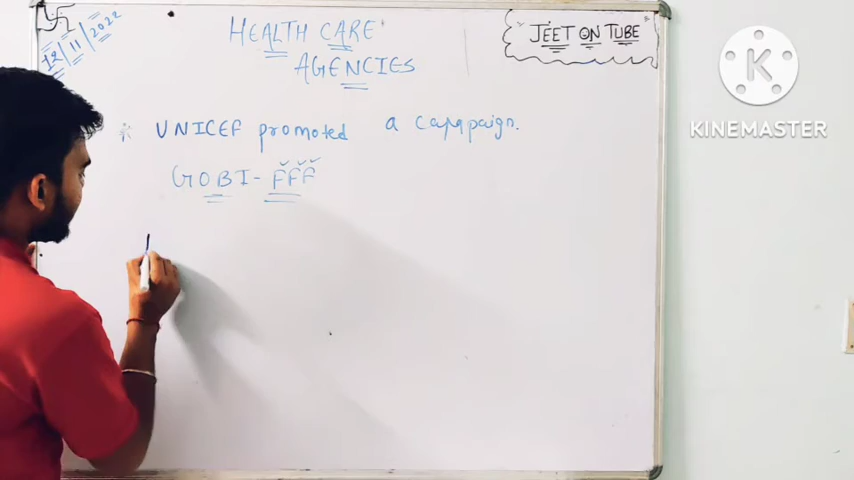 12/11/2022
HEALTH CARE
AGENCIES
JEET ON TUBE
K
KINEMASTER
* UNICEF promoted a campaign.
GOBI- FFF